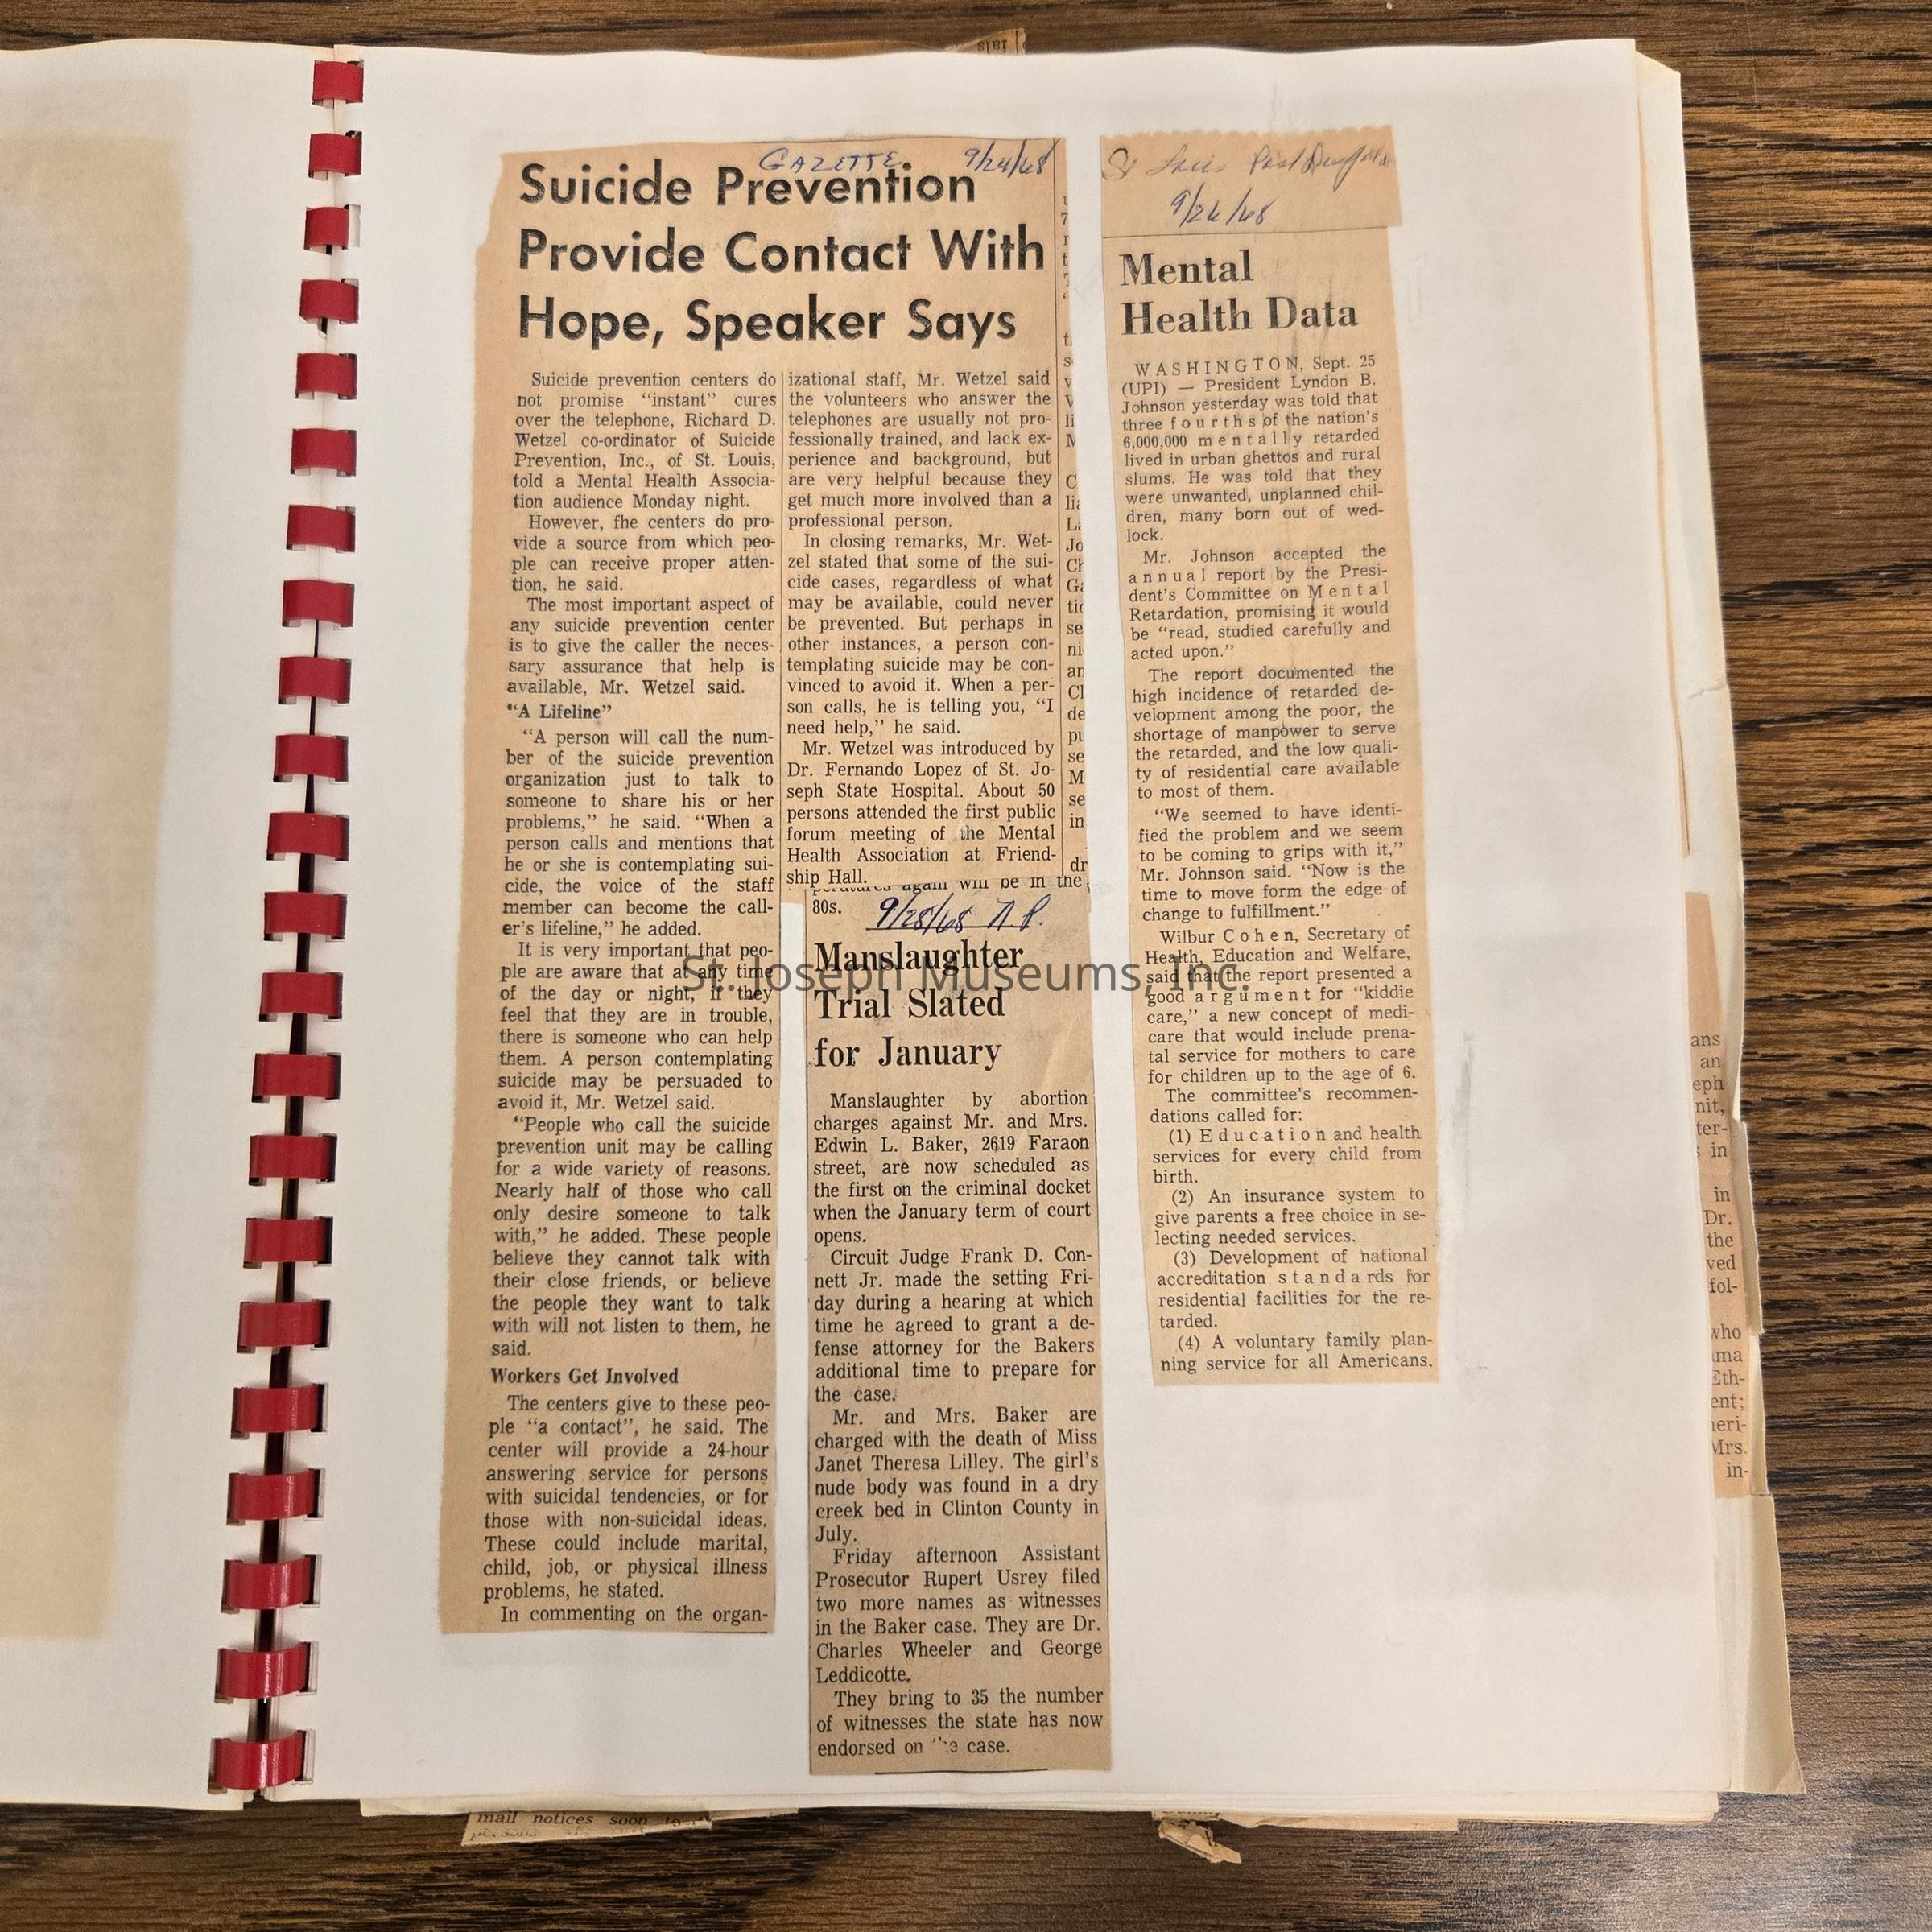 GAZETTE 9/24/68
Suicide Prevention
Provide Contact With
Hope, Speaker Says
Suicide prevention centers do
not promise "instant" cures
over the telephone, Richard D.
Wetzel co-ordinator of Suicide
Prevention, Inc., of St. Louis,
told a Mental Health Associa-
tion audience Monday night.
However, fhe centers do pro-
vide a source from which peo-
ple can receive proper atten-
tion, he said.
The most important aspect of
any suicide prevention center
is to give the caller the neces-
sary assurance that help is
available, Mr. Wetzel said.
"A Lifeline"
"A person will call the num-
ber of the suicide prevention
organization just to talk to
someone to share his or her
problems," he said. "When a
person calls and mentions that
he or she is contemplating sui-
cide, the voice of the staff
member can become the call-
er's lifeline," he added.
It is very important that peo-
ple are aware that at any time
of the day or night, if they
feel that they are in trouble,
there is someone who can help
them. A person contemplating
suicide may be persuaded to
avoid it, Mr. Wetzel said.
"People who call the suicide
prevention unit may be calling
for a wide variety of reasons.
Nearly half of those who call
only desire someone to talk
with," he added. These people
believe they cannot talk with
their close friends, or believe
the people they want to talk
with will not listen to them, he
said.
Workers Get Involved
The centers give to these peo-
ple "a contact", he said. The
center will provide a 24-hour
answering service for persons
with suicidal tendencies, or for
those with non-suicidal ideas.
These could include marital,
child, job, or physical illness
problems, he stated.
In commenting on the organ-
izational staff, Mr. Wetzel said
the volunteers who answer the
telephones are usually not pro-
fessionally trained, and lack ex-
perience and background, but
are very helpful because they
get much more involved than a
professional person.
In closing remarks, Mr. Wet-
zel stated that some of the sui-
cide cases, regardless of what
may be available, could never
be prevented. But perhaps in
other instances, a person con-
templating suicide may be con-
vinced to avoid it. When a per-
son calls, he is telling you, "I
need help," he said.
Mr. Wetzel was introduced by
Dr. Fernando Lopez of St. Jo-
seph State Hospital. About 50
persons attended the first public
forum meeting of the Mental
Health Association at Friend-
ship Hall.
again will be in the
80s.
9/28/68 N.P.
Manslaughter
Trial Slated
for January
Manslaughter by abortion
charges against Mr. and Mrs.
Edwin L. Baker, 2619 Faraon
street, are now scheduled as
the first on the criminal docket
when the January term of court
opens.
Circuit Judge Frank D. Con-
nett Jr. made the setting Fri-
day during a hearing at which
time he agreed to grant a de-
fense attorney for the Bakers
additional time to prepare for
the case.
Mr. and Mrs. Baker are
charged with the death of Miss
Janet Theresa Lilley. The girl's
nude body was found in a dry
creek bed in Clinton County in
July.
Friday afternoon Assistant
Prosecutor Rupert Usrey filed
two more names as witnesses
in the Baker case. They are Dr.
Charles Wheeler and George
Leddicotte.
They bring to 35 the number
of witnesses the state has now
endorsed on case.
St Louis Post
9/26/68
Mental
Health Data
WASHINGTON, Sept. 25
(UPI) — President Lyndon B.
Johnson yesterday was told that
three fourths of the nation's
6,000,000 mentally retarded
lived in urban ghettos and rural
slums. He was told that they
were unwanted, unplanned chil-
dren, many born out of wed-
lock.
Mr. Johnson accepted the
annual report by the Presi-
dent's Committee on Mental
Retardation, promising it would
be "read, studied carefully and
acted upon."
The report documented the
high incidence of retarded de-
velopment among the poor, the
shortage of manpower to serve
the retarded, and the low quali-
ty of residential care available
to most of them.
"We seemed to have identi-
fied the problem and we seem
to be coming to grips with it,"
Mr. Johnson said. "Now is the
time to move form the edge of
change to fulfillment."
Wilbur Cohen, Secretary of
Health, Education and Welfare,
said that the report presented a
good argument for "kiddie
care," a new concept of medi-
care that would include prena-
tal service for mothers to care
for children up to the age of 6.
The committee's recommen-
dations called for:
(1) Education and health
services for every child from
birth.
(2) An insurance system to
give parents a free choice in se-
lecting needed services.
(3) Development of national
accreditation standards for
residential facilities for the re-
tarded.
(4) A voluntary family plan-
ning service for all Americans.
St. Joseph Museums, Inc.
mail notices soon